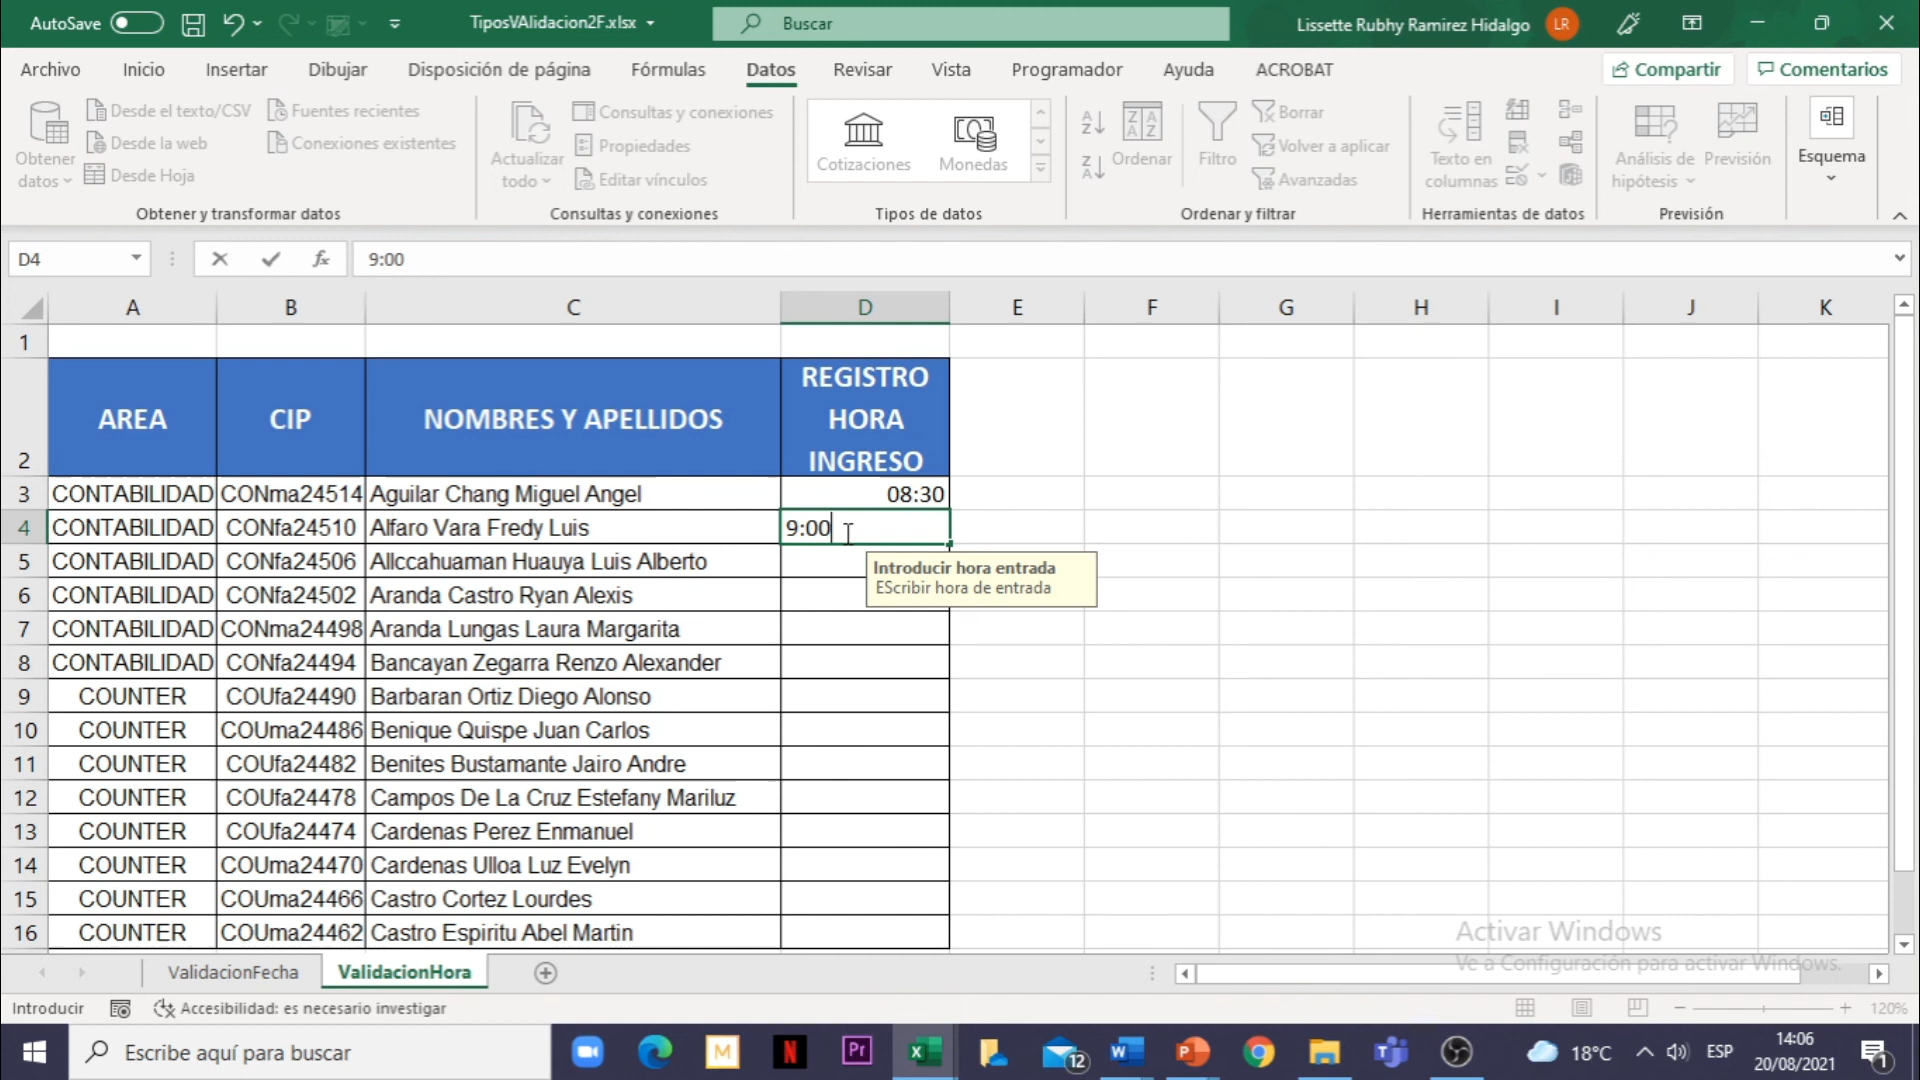 AutoSave
TiposVAlidacion2F.xlsx
Buscar
Lissette Rubhy Ramirez Hidalgo
LR
Archivo Inicio Insertar Dibujar Disposición de página Fórmulas Datos Revisar Vista Programador Ayuda ACROBAT
Compartir
Comentarios
Obtener datos
Desde el texto/CSV
Desde la web
Desde Hoja
Fuentes recientes
Conexiones existentes
Obtener y transformar datos
Actualizar todo
Consultas y conexiones
Propiedades
Editar vínculos
Consultas y conexiones
Cotizaciones
Monedas
Tipos de datos
Ordenar
Filtro
Borrar
Volver a aplicar
Avanzadas
Ordenar y filtrar
Texto en columnas
Herramientas de datos
Análisis de hipótesis
Previsión
Previsión
Esquema
D4
fx
9:00
A B C D E F G H I J K
1
2 AREA CIP NOMBRES Y APELLIDOS REGISTRO HORA INGRESO
3 CONTABILIDAD CONma24514 Aguilar Chang Miguel Angel 08:30
4 CONTABILIDAD CONfa24510 Alfaro Vara Fredy Luis 9:00
5 CONTABILIDAD CONfa24506 Allccahuaman Huauya Luis Alberto
6 CONTABILIDAD CONfa24502 Aranda Castro Ryan Alexis
7 CONTABILIDAD CONma24498 Aranda Lungas Laura Margarita
8 CONTABILIDAD CONfa24494 Bancayan Zegarra Renzo Alexander
9 COUNTER COUfa24490 Barbaran Ortiz Diego Alonso
10 COUNTER COUma24486 Benique Quispe Juan Carlos
11 COUNTER COUfa24482 Benites Bustamante Jairo Andre
12 COUNTER COUfa24478 Campos De La Cruz Estefany Mariluz
13 COUNTER COUfa24474 Cardenas Perez Enmanuel
14 COUNTER COUma24470 Cardenas Ulloa Luz Evelyn
15 COUNTER COUma24466 Castro Cortez Lourdes
16 COUNTER COUma24462 Castro Espiritu Abel Martin
Introducir hora entrada
EScribir hora de entrada
Activar Windows
Ve a Configuración para activar Windows.
ValidacionFecha
ValidacionHora
Introducir
Accesibilidad: es necesario investigar
120%
Escribe aquí para buscar
M
N
Pr
12
18°C
ESP
14:06
20/08/2021
1